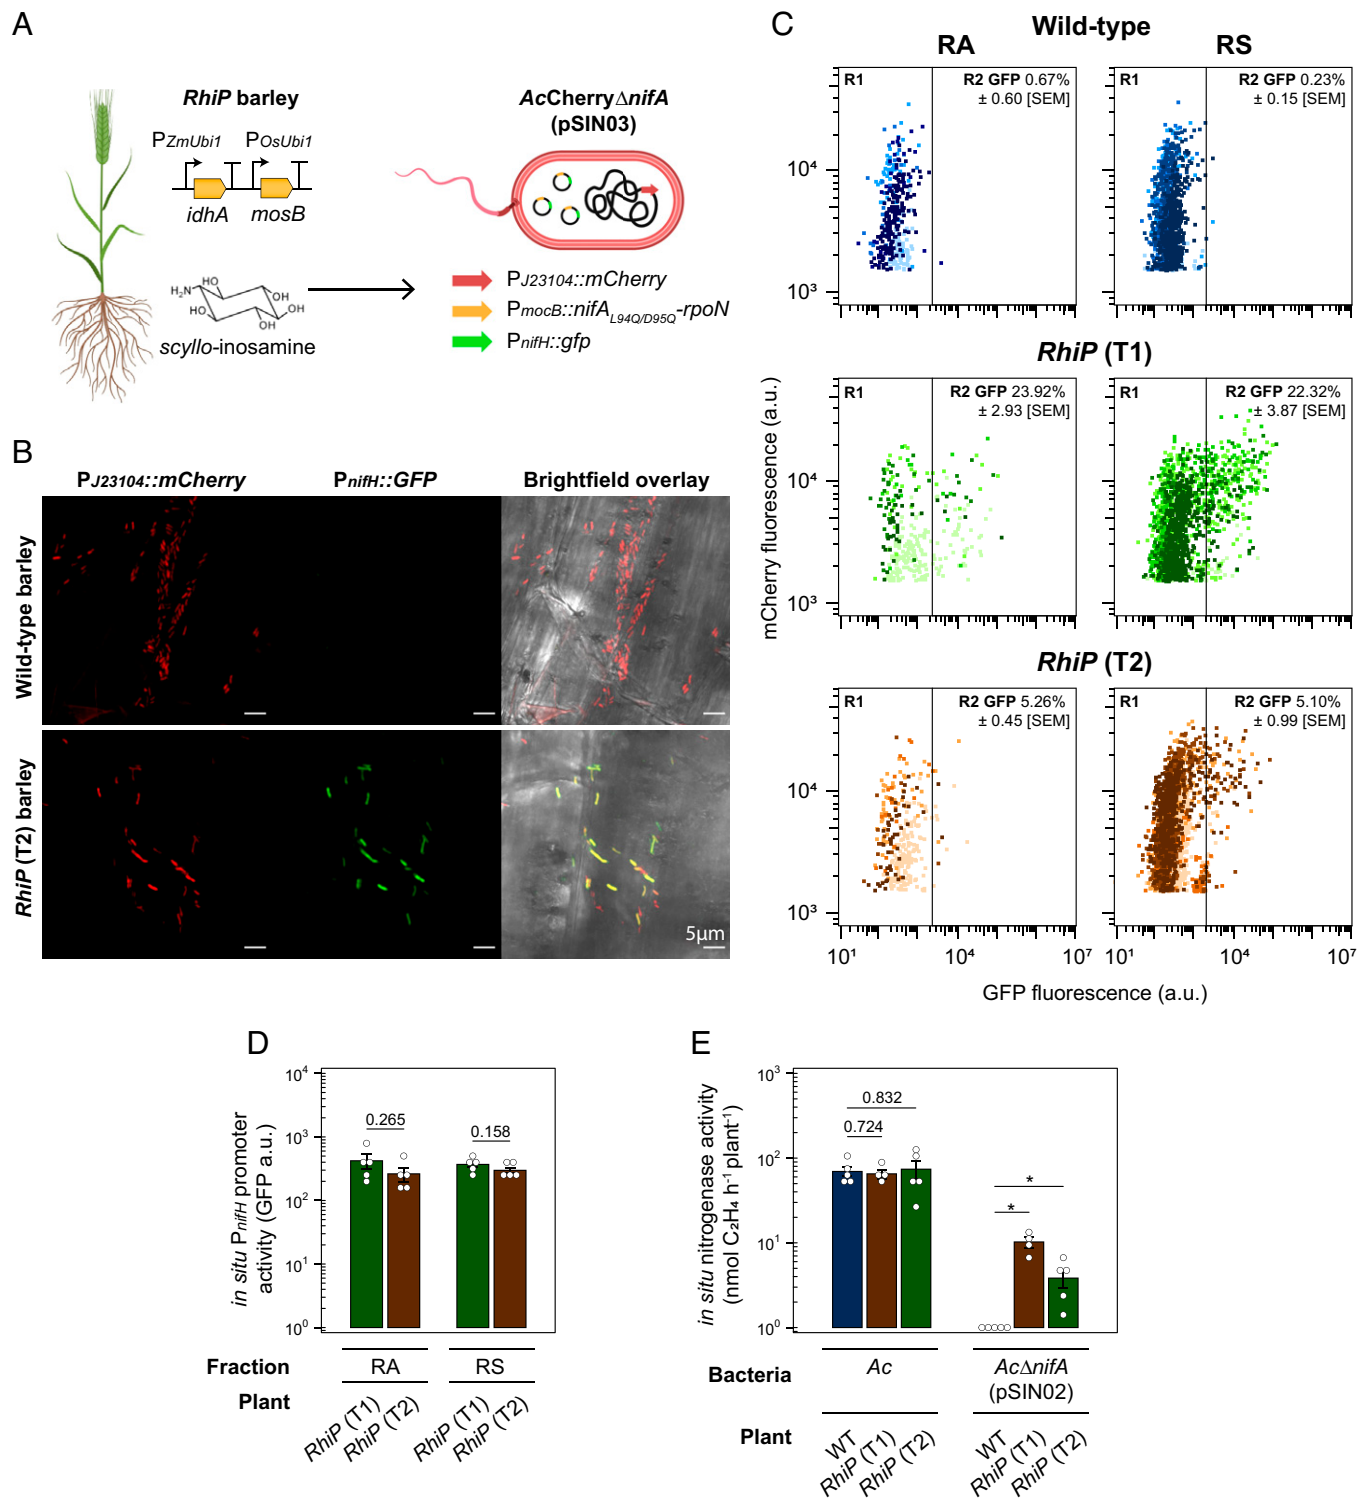 A
RhiP barley
PZmUbi1 POsUbi1
idhA mosB
H₂N
HO
OH
HO
OH
HO
OH
scyllo-inosamine
AcCherryΔnifA
(pSIN03)
PJ23104::mCherry
PmocB::nifAL94Q/D95Q-rpoN
PnifH::gfp
B
PJ23104::mCherry PnifH::GFP Brightfield overlay
Wild-type barley
RhiP (T2) barley
5μm
C
Wild-type
RA RS
R1 R2 GFP 0.67%
± 0.60 [SEM]
R1 R2 GFP 0.23%
± 0.15 [SEM]
10⁴
10³
RhiP (T1)
R1 R2 GFP 23.92%
± 2.93 [SEM]
R1 R2 GFP 22.32%
± 3.87 [SEM]
10⁴
10³
mCherry fluorescence (a.u.)
RhiP (T2)
R1 R2 GFP 5.26%
± 0.45 [SEM]
R1 R2 GFP 5.10%
± 0.99 [SEM]
10⁴
10³
10¹ 10⁴ 10⁷ 10¹ 10⁴ 10⁷
GFP fluorescence (a.u.)
D
in situ PnifH promoter
activity (GFP a.u.)
10⁴
10³
10²
10¹
10⁰
0.265
0.158
Fraction RA RS
Plant
RhiP (T1)
RhiP (T2)
RhiP (T1)
RhiP (T2)
E
in situ nitrogenase activity
(nmol C₂H₄ h⁻¹ plant⁻¹)
10³
10²
10¹
10⁰
0.832
0.724
*
*
Bacteria Ac AcΔnifA
(pSIN02)
Plant
WT
RhiP (T1)
RhiP (T2)
WT
RhiP (T1)
RhiP (T2)